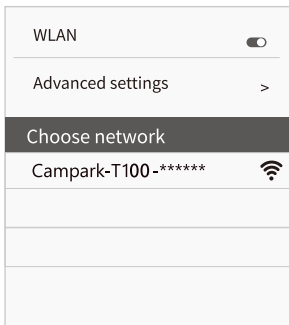 WLAN
Advanced settings >
Choose network
Campark-T100-******